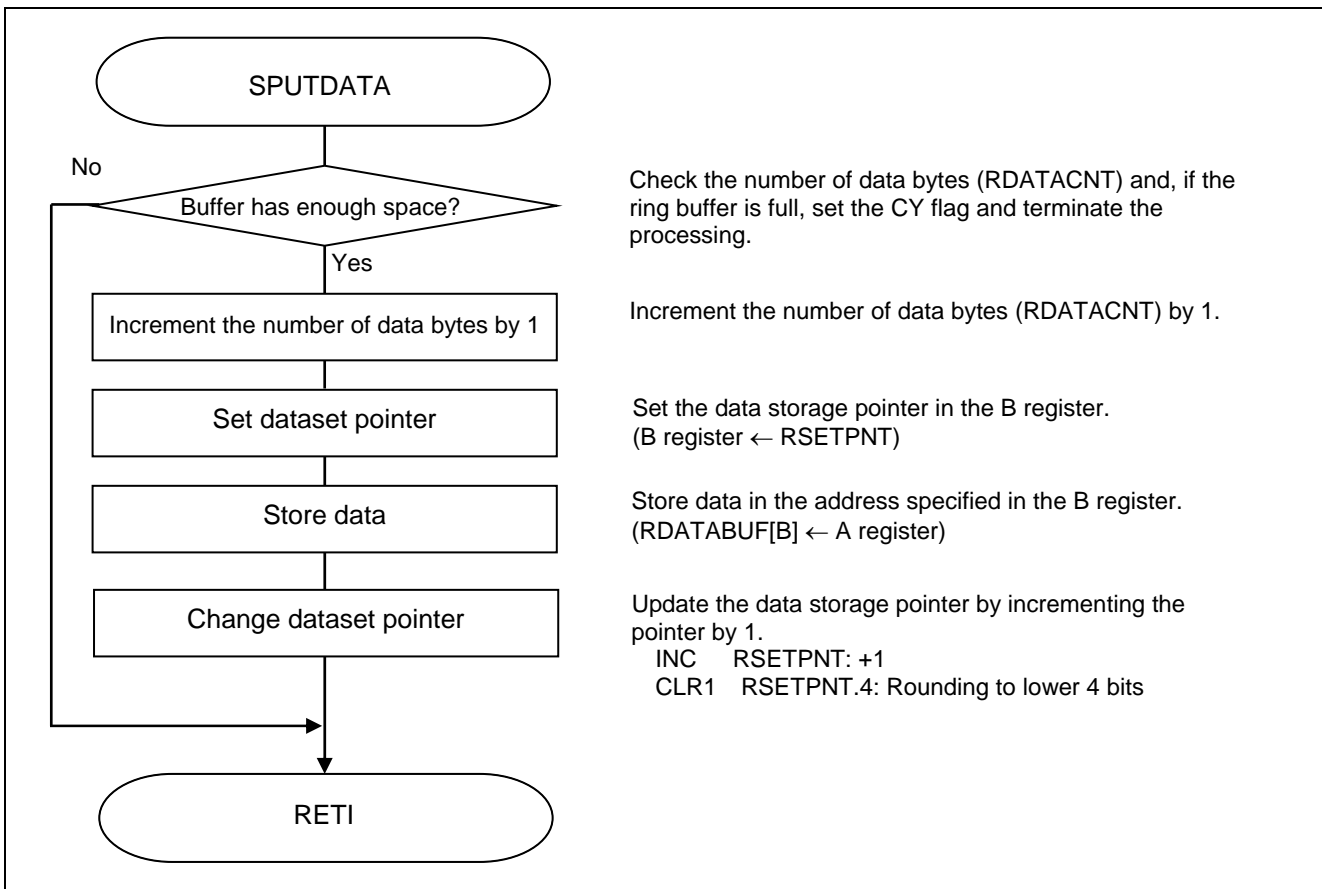 SPUTDATA
No
Buffer has enough space?
Check the number of data bytes (RDATACNT) and, if the
ring buffer is full, set the CY flag and terminate the
processing.
Yes
Increment the number of data bytes by 1
Increment the number of data bytes (RDATACNT) by 1.
Set dataset pointer
Set the data storage pointer in the B register.
(B register ← RSETPNT)
Store data
Store data in the address specified in the B register.
(RDATABUF[B] ← A register)
Change dataset pointer
Update the data storage pointer by incrementing the
pointer by 1.
INC RSETPNT: +1
CLR1 RSETPNT.4: Rounding to lower 4 bits
RETI